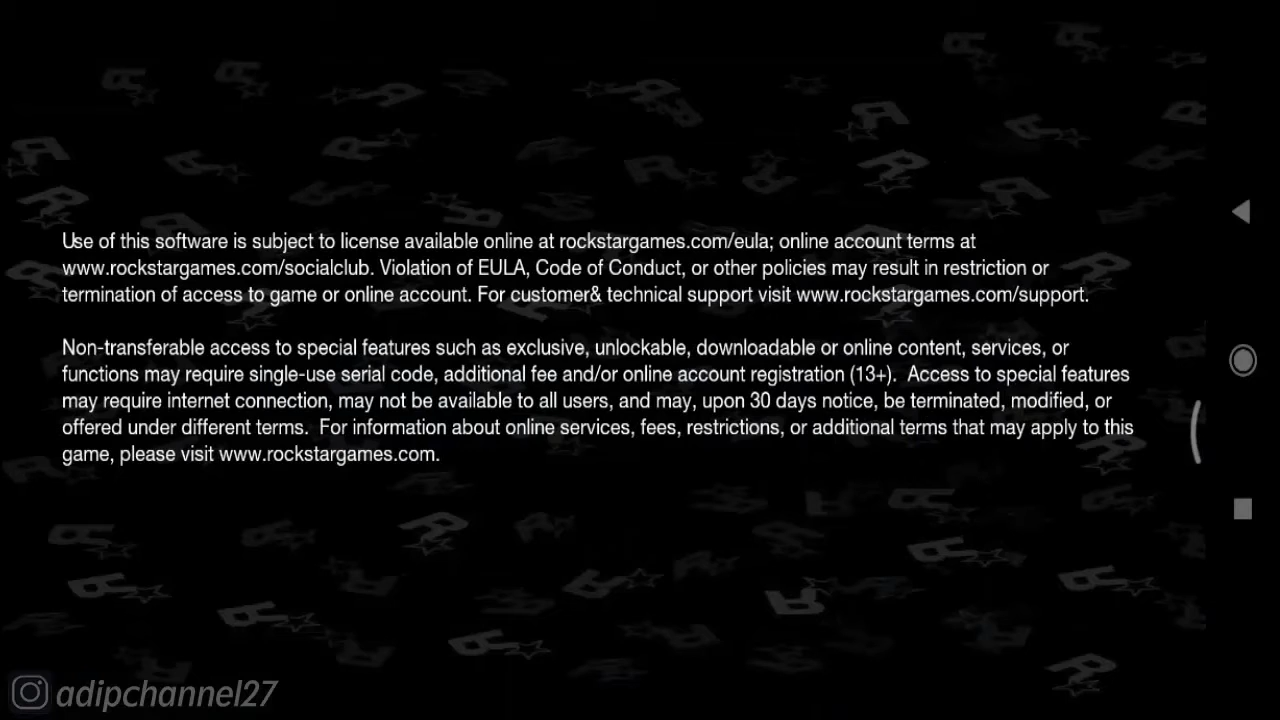 Use of this software is subject to license available online at rockstargames.com/eula; online account terms at
www.rockstargames.com/socialclub. Violation of EULA, Code of Conduct, or other policies may result in restriction or
termination of access to game or online account. For customer& technical support visit www.rockstargames.com/support.
Non-transferable access to special features such as exclusive, unlockable, downloadable or online content, services, or
functions may require single-use serial code, additional fee and/or online account registration (13+).  Access to special features
may require internet connection, may not be available to all users, and may, upon 30 days notice, be terminated, modified, or
offered under different terms.  For information about online services, fees, restrictions, or additional terms that may apply to this
game, please visit www.rockstargames.com.
adipchannel27